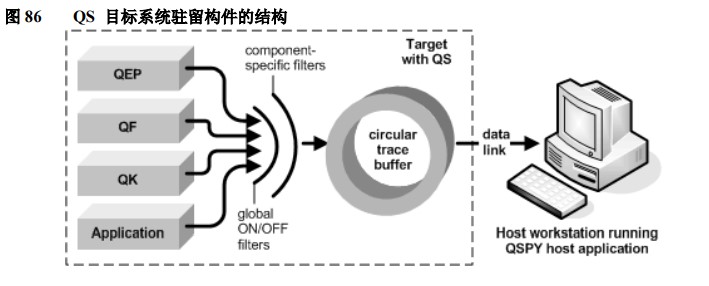 图 86 QS 目标系统驻留构件的结构
component-
specific filters
Target
with QS
QEP
QF
QK
Application
circular
trace
buffer
data
link
global
ON/OFF
filters
Host workstation running
QSPY host application